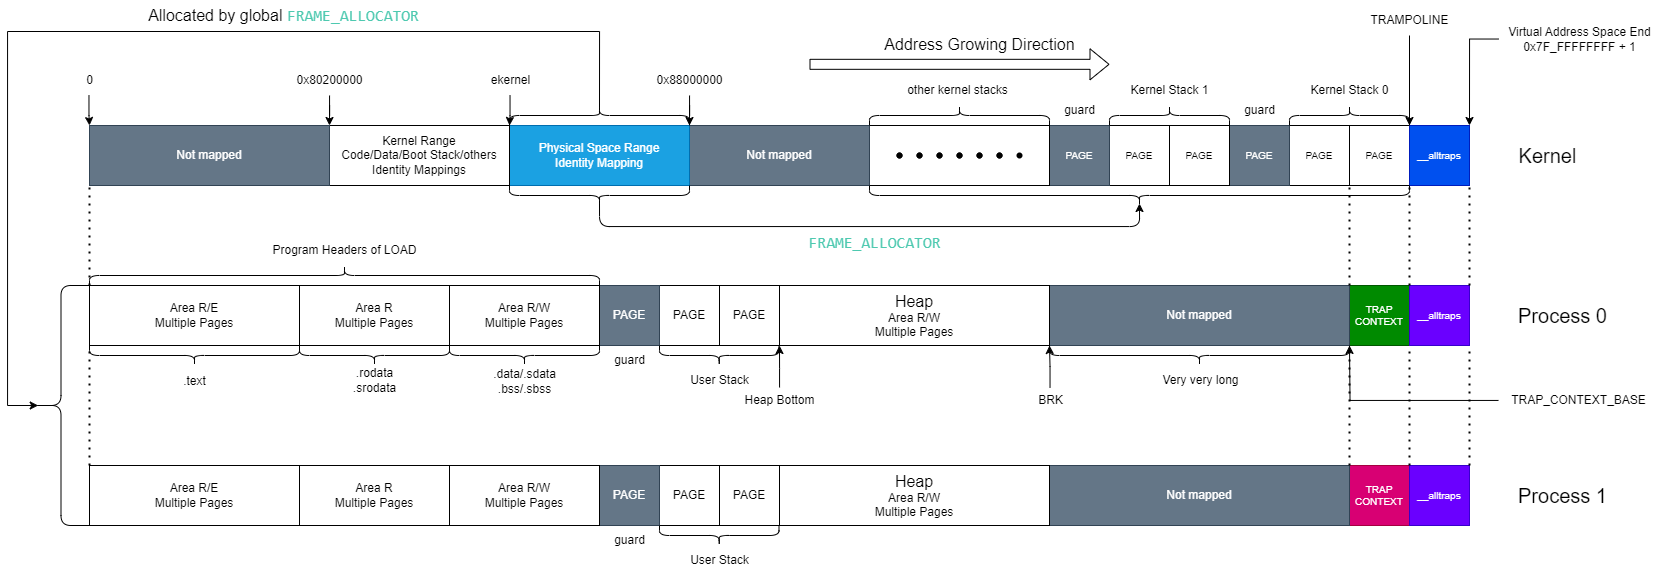 Allocated by global FRAME_ALLOCATOR
TRAMPOLINE
Virtual Address Space End
0x7F_FFFFFFFF + 1
Address Growing Direction
0
0x80200000
ekernel
0x88000000
other kernel stacks
guard
Kernel Stack 1
guard
Kernel Stack 0
Not mapped
Kernel Range
Code/Data/Boot Stack/others
Identity Mappings
Physical Space Range
Identity Mapping
Not mapped
PAGE
PAGE
PAGE
PAGE
PAGE
PAGE
__alltraps
Kernel
FRAME_ALLOCATOR
Program Headers of LOAD
Area R/E
Multiple Pages
Area R
Multiple Pages
Area R/W
Multiple Pages
PAGE
PAGE
PAGE
Heap
Area R/W
Multiple Pages
Not mapped
TRAP
CONTEXT
__alltraps
Process 0
.text
.rodata
.srodata
.data/.sdata
.bss/.sbss
guard
User Stack
Heap Bottom
BRK
Very very long
TRAP_CONTEXT_BASE
Area R/E
Multiple Pages
Area R
Multiple Pages
Area R/W
Multiple Pages
PAGE
PAGE
PAGE
Heap
Area R/W
Multiple Pages
Not mapped
TRAP
CONTEXT
__alltraps
Process 1
guard
User Stack